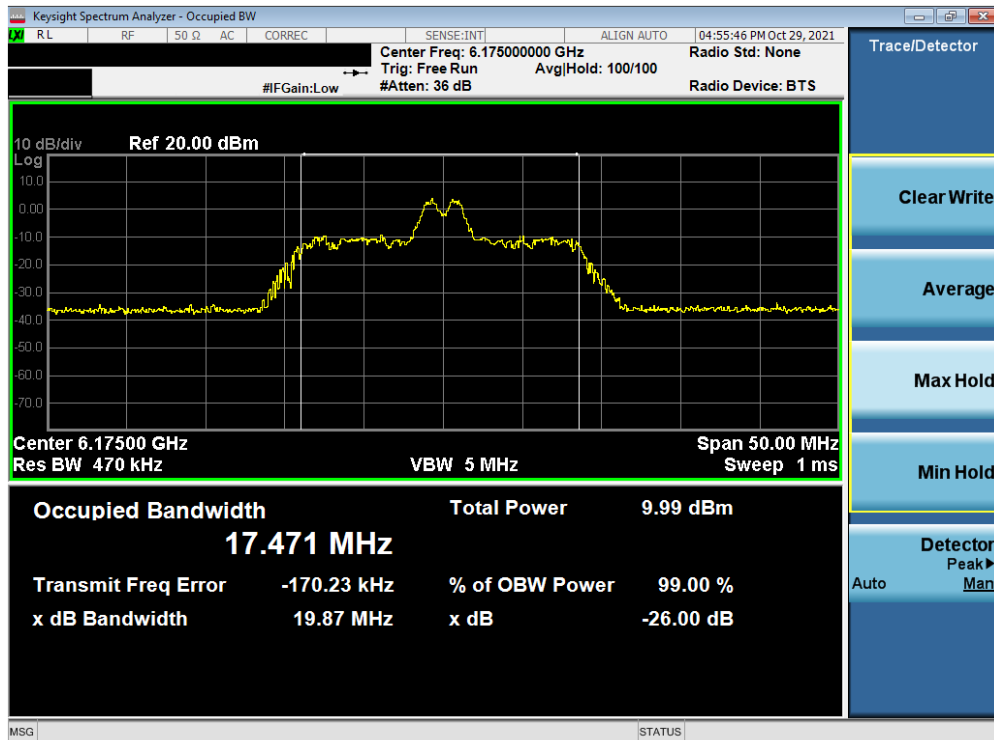 Keysight Spectrum Analyzer - Occupied BW
LXI RL RF 50 Ω AC CORREC SENSE:INT ALIGN AUTO 04:55:46 PM Oct 29, 2021
Center Freq: 6.175000000 GHz Radio Std: None
Trig: Free Run Avg|Hold: 100/100
#IFGain:Low #Atten: 36 dB Radio Device: BTS
10 dB/div Ref 20.00 dBm
Log
10.0
0.00
-10.0
-20.0
-30.0
-40.0
-50.0
-60.0
-70.0
Center 6.17500 GHz Span 50.00 MHz
Res BW 470 kHz VBW 5 MHz Sweep 1 ms
Occupied Bandwidth Total Power 9.99 dBm
17.471 MHz
Transmit Freq Error -170.23 kHz % of OBW Power 99.00 %
x dB Bandwidth 19.87 MHz x dB -26.00 dB
MSG STATUS
Trace/Detector
Clear Write
Average
Max Hold
Min Hold
Detector
Peak▶
Auto Man